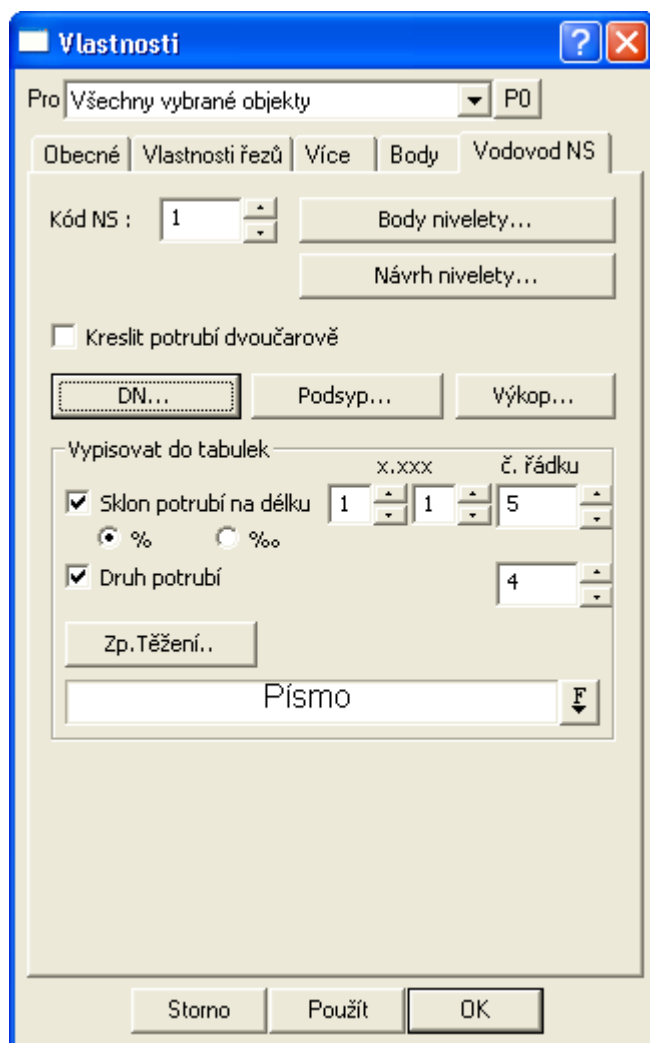 Vlastnosti
Pro Všechny vybrané objekty P0
Obecné Vlastnosti řezů Více Body Vodovod NS
Kód NS : 1 Body nivelety...
Návrh nivelety...
Kreslit potrubí dvoučarově
DN... Podsyp... Výkop...
Vypisovat do tabulek
x.xxx č. řádku
Sklon potrubí na délku 1 1 5
% ‰
Druh potrubí 4
Zp.Těžení..
Písmo F
Storno Použít OK